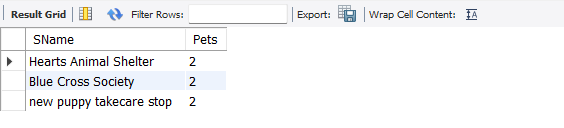 Result Grid Filter Rows: Export: Wrap Cell Content:
SName Pets
Hearts Animal Shelter 2
Blue Cross Society 2
new puppy takecare stop 2